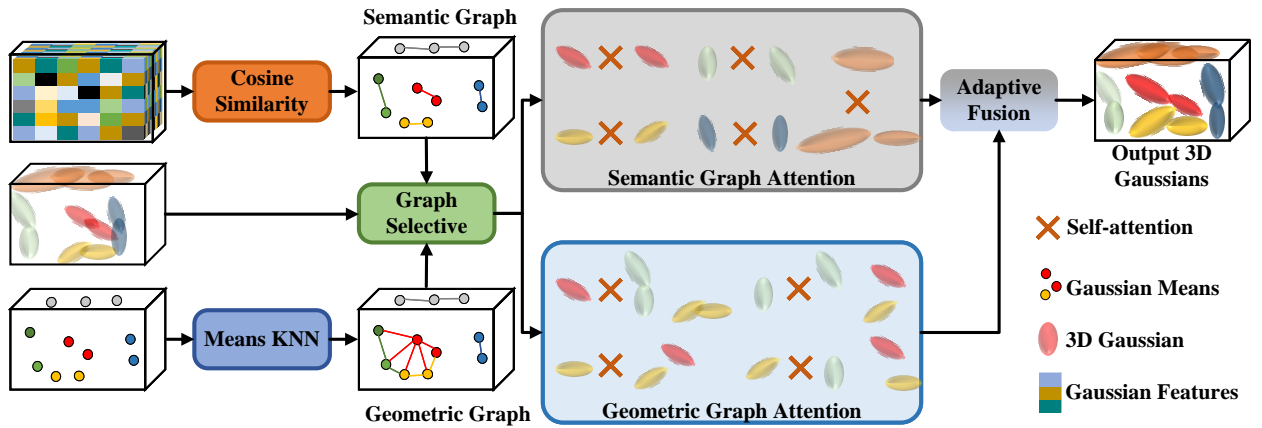 Semantic Graph
Cosine
Similarity
Graph
Selective
Means KNN
Geometric Graph
Semantic Graph Attention
Geometric Graph Attention
Adaptive
Fusion
Output 3D
Gaussians
Self-attention
Gaussian Means
3D Gaussian
Gaussian Features